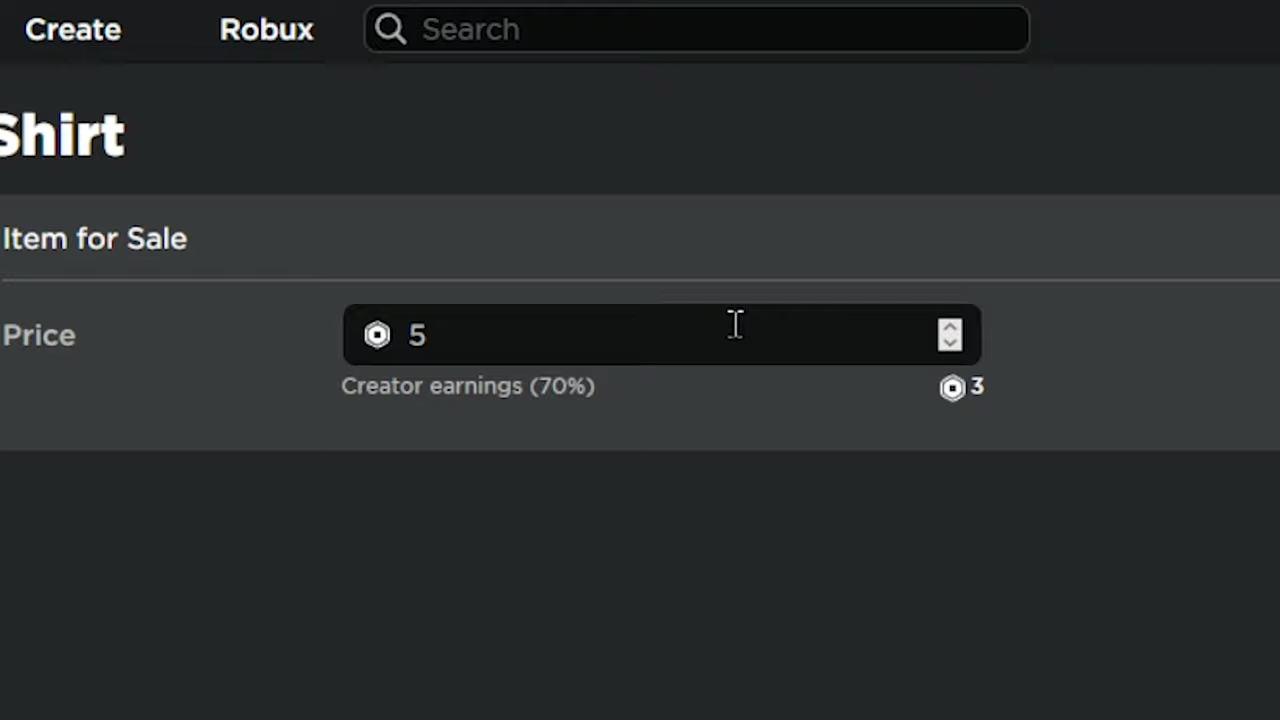 Create Robux Search
Shirt
Item for Sale
Price 5
Creator earnings (70%) 3